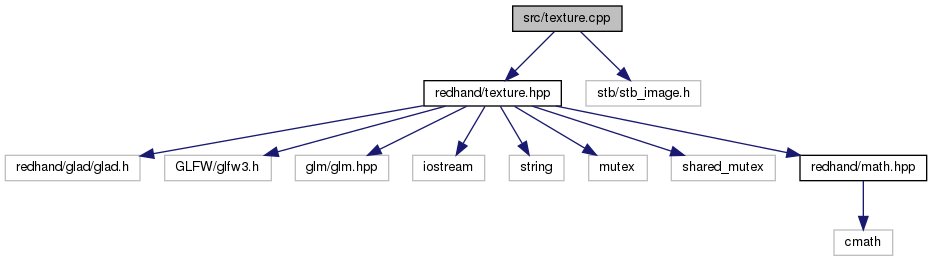 src/texture.cpp
redhand/texture.hpp
stb/stb_image.h
redhand/glad/glad.h
GLFW/glfw3.h
glm/glm.hpp
iostream
string
mutex
shared_mutex
redhand/math.hpp
cmath